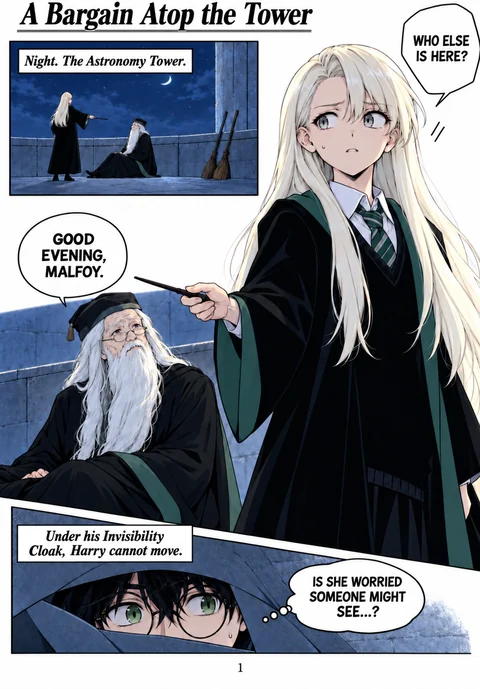 A Bargain Atop the Tower
Night. The Astronomy Tower.
WHO ELSE
IS HERE?
GOOD
EVENING,
MALFOY.
Under his Invisibility
Cloak, Harry cannot move.
IS SHE WORRIED
SOMEONE MIGHT
SEE...?
1